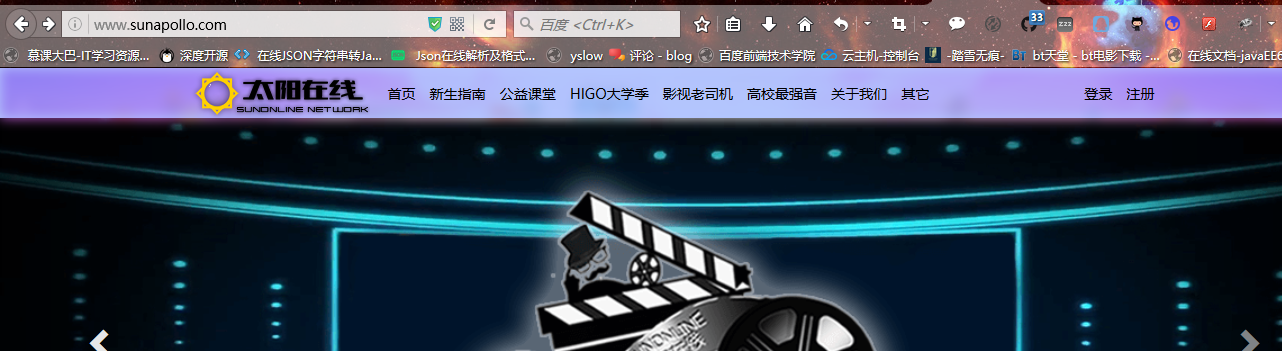 www.sunapollo.com 百度 <Ctrl+K> 33 ZZZ
慕课大巴-IT学习资源... 深度开源 在线JSON字符串转Ja... Json在线解析及格式... yslow 评论 - blog 百度前端技术学院 云主机-控制台 -踏雪无痕- BT bt天堂 - bt电影下载 -... 在线文档-javaEE6
太阳在线
SUNONLINE NETWORK
首页 新生指南 公益课堂 HIGO大学季 影视老司机 高校最强音 关于我们 其它 登录 注册
SUNONLINE